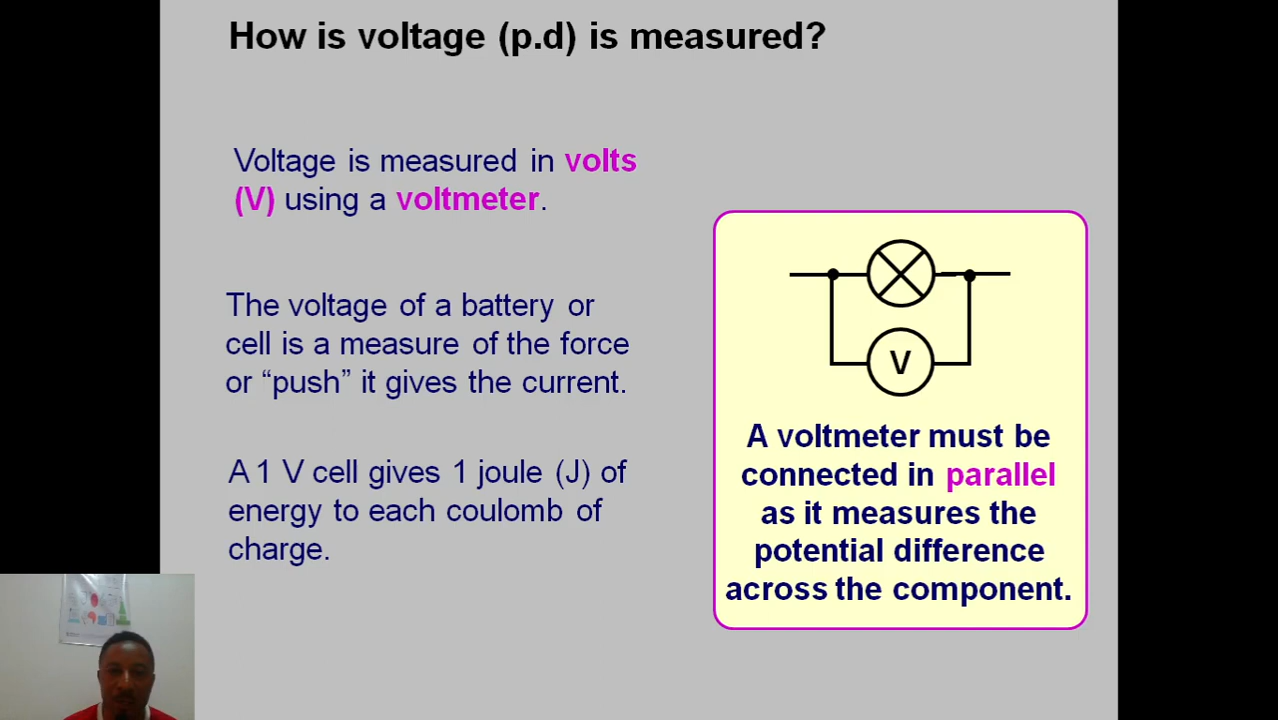 How is voltage (p.d) is measured?
Voltage is measured in volts
(V) using a voltmeter.
The voltage of a battery or
cell is a measure of the force
or “push” it gives the current.
A 1 V cell gives 1 joule (J) of
energy to each coulomb of
charge.
V
A voltmeter must be
connected in parallel
as it measures the
potential difference
across the component.